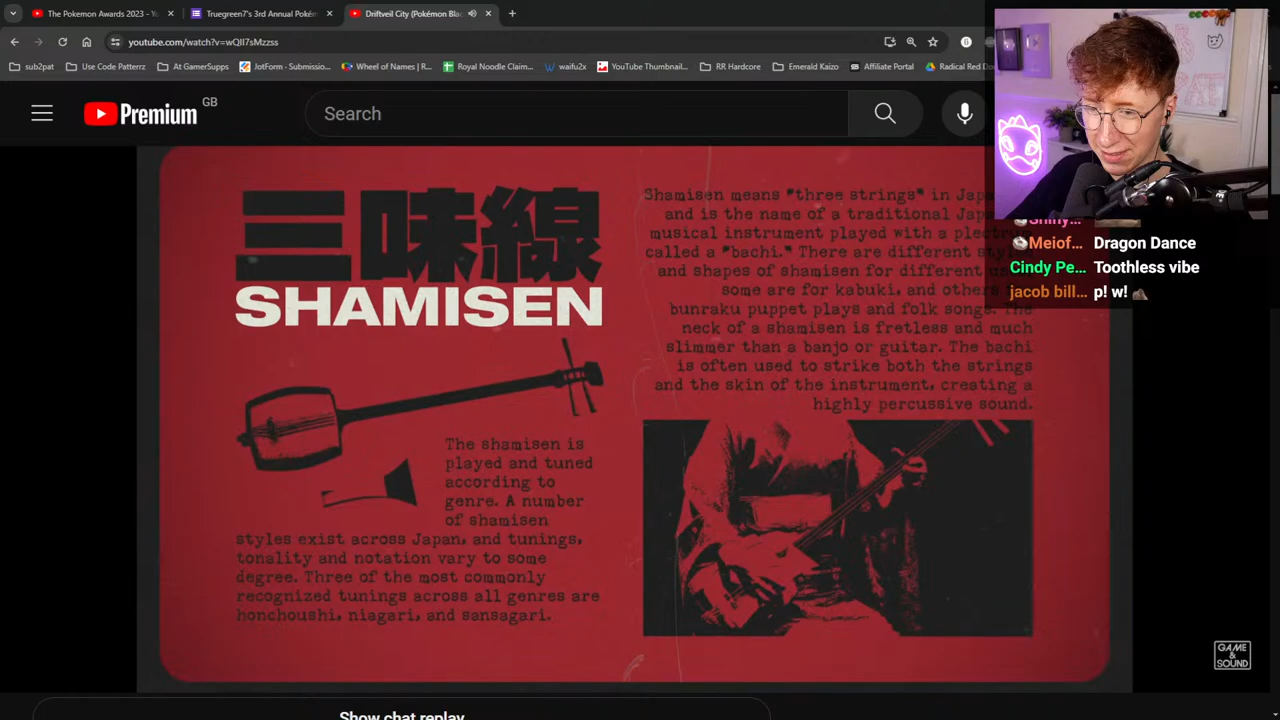 The Pokemon Awards 2023 - Yo
Truegreen7's 3rd Annual Pokém
Driftveil City (Pokémon Bla
youtube.com/watch?v=wQII7sMzzss
sub2pat
Use Code Patterrz
At GamerSupps
JotForm - Submissio...
Wheel of Names | R...
Royal Noodle Claim...
waifu2x
YouTube Thumbnail...
RR Hardcore
Emerald Kaizo
Affiliate Portal
Radical Red Do
Premium GB
Search
三味線
SHAMISEN
The shamisen is
played and tuned
according to
genre. A number
of shamisen
styles exist across Japan, and tunings,
tonality and notation vary to some
degree. Three of the most commonly
recognized tunings across all genres are
honchoushi, niagari, and sansagari.
Shamisen means "three strings" in
and is the name of a traditional
musical instrument played with a
called a "bachi." There are different
and shapes of shamisen for different
some are for kabuki, and others
bunraku puppet plays and folk songs. The
neck of a shamisen is fretless and much
slimmer than a banjo or guitar. The bachi
is often used to strike both the strings
and the skin of the instrument, creating a
highly percussive sound.
Meiof... Dragon Dance
Cindy Pe... Toothless vibe
jacob bill... p! w!
GAME
&
SOUND
Show chat replay